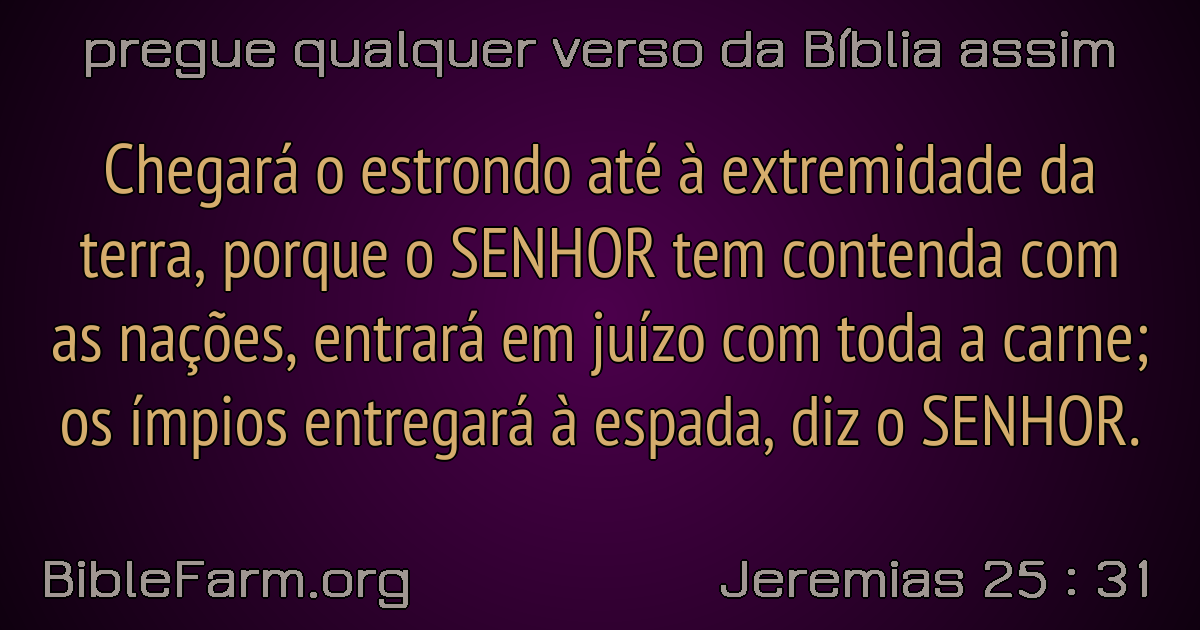 pregue qualquer verso da Bíblia assim
Chegará o estrondo até à extremidade da
terra, porque o SENHOR tem contenda com
as nações, entrará em juízo com toda a carne;
os ímpios entregará à espada, diz o SENHOR.
BibleFarm.org
Jeremias 25 : 31